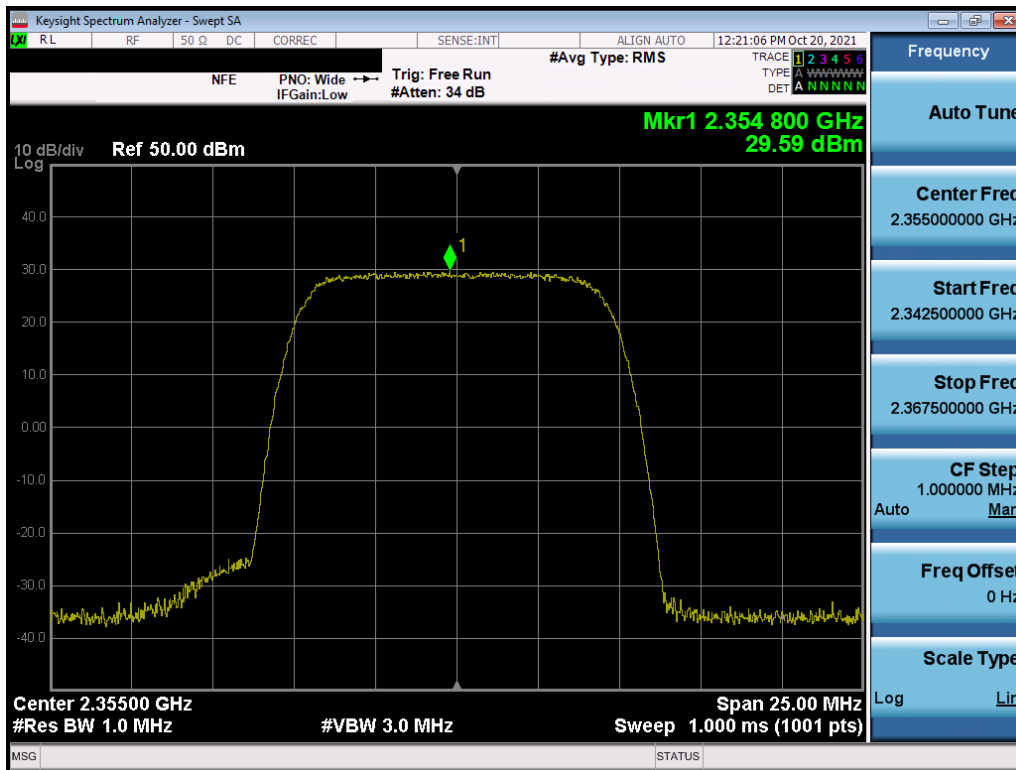 Keysight Spectrum Analyzer - Swept SA
LXI RL RF 50 Ω DC CORREC SENSE:INT ALIGN AUTO 12:21:06 PM Oct 20, 2021
Frequency
#Avg Type: RMS TRACE 1 2 3 4 5 6
NFE PNO: Wide Trig: Free Run TYPE A WWWWW
IFGain:Low #Atten: 34 dB DET A N N N N N
Auto Tune
Mkr1 2.354 800 GHz
29.59 dBm
10 dB/div Ref 50.00 dBm
Log
40.0
30.0
20.0
10.0
0.00
-10.0
-20.0
-30.0
-40.0
1
Center Freq
2.355000000 GHz
Start Freq
2.342500000 GHz
Stop Freq
2.367500000 GHz
CF Step
1.000000 MHz
Auto Man
Freq Offset
0 Hz
Scale Type
Log Lin
Center 2.35500 GHz Span 25.00 MHz
#Res BW 1.0 MHz #VBW 3.0 MHz Sweep 1.000 ms (1001 pts)
MSG STATUS